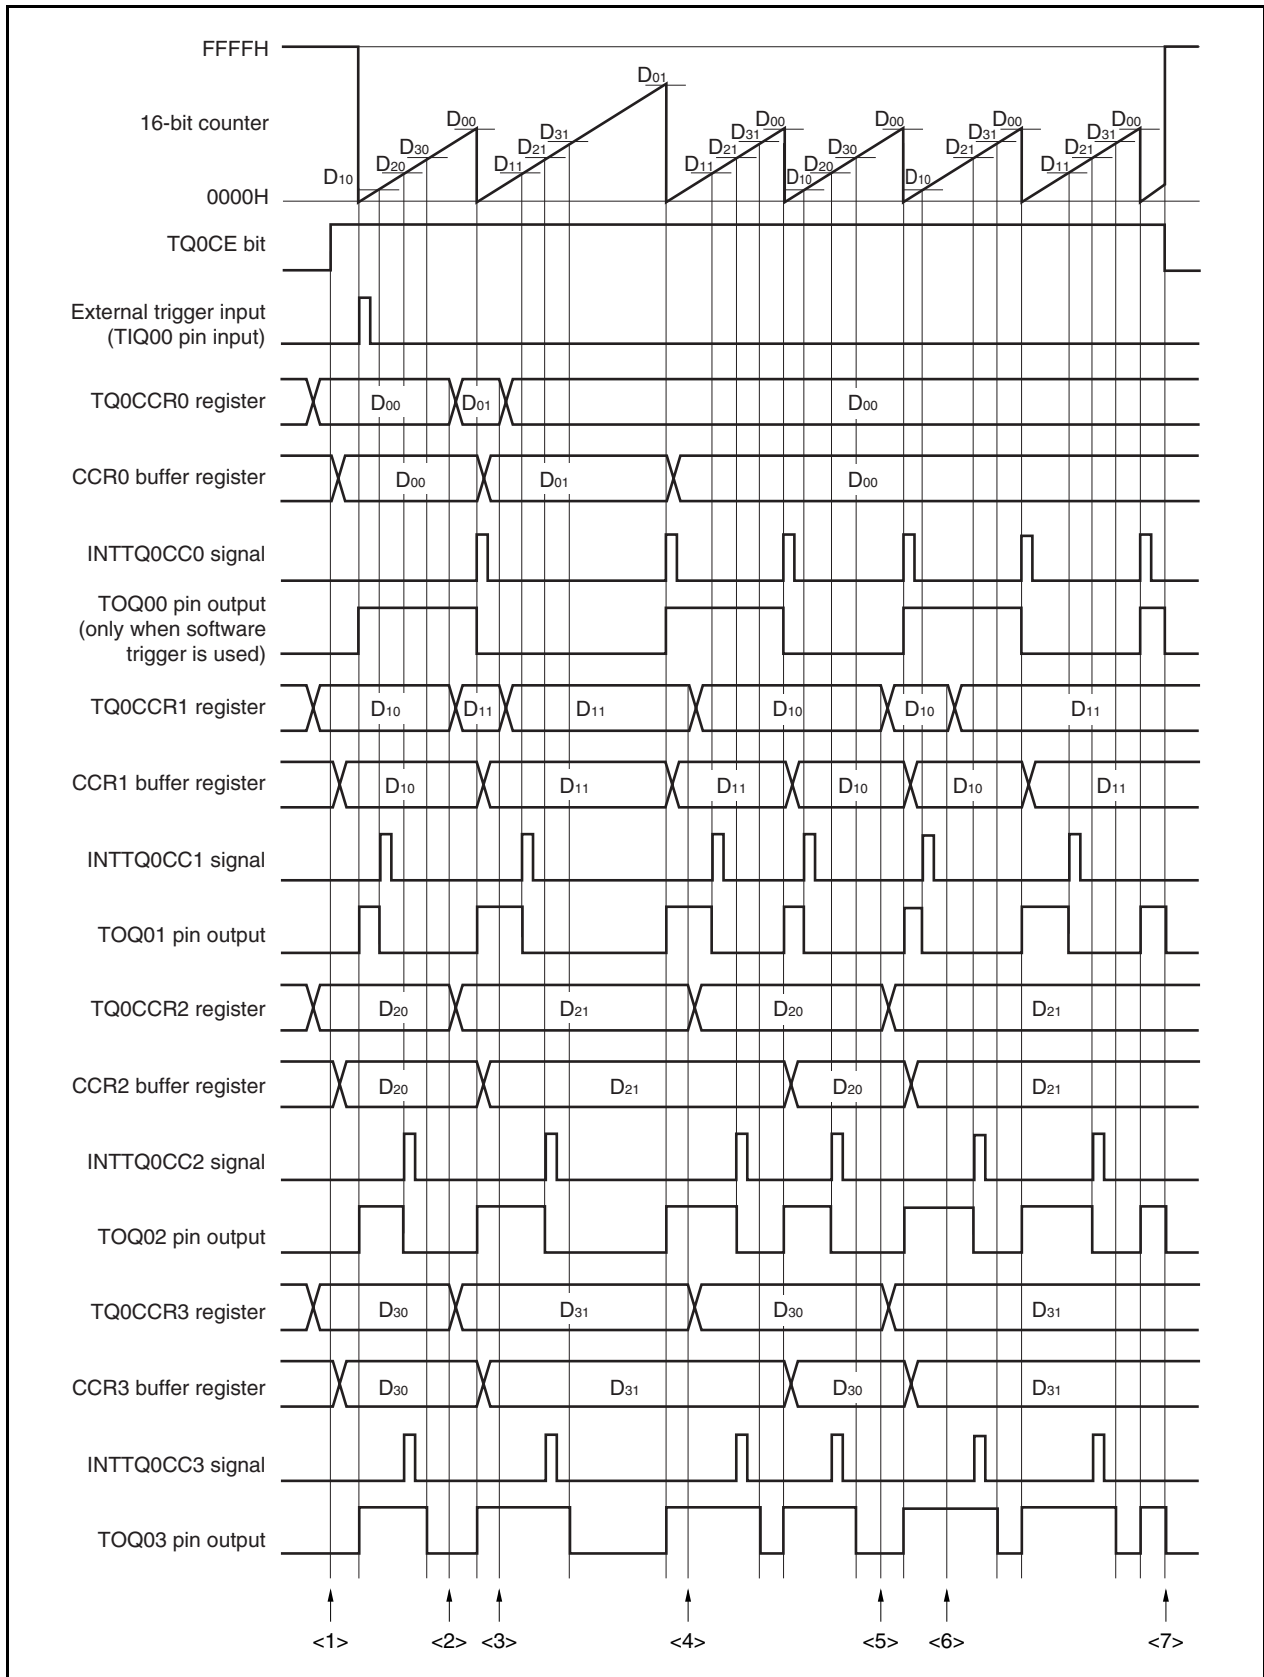 FFFFH
D01
16-bit counter
D00 D00 D00 D00 D00
D30 D31 D31 D30 D31 D31
D20 D21 D21 D20 D21 D21
D10 D11 D11 D10 D10 D11
0000H
TQ0CE bit
External trigger input
(TIQ00 pin input)
TQ0CCR0 register D00 D01 D00
CCR0 buffer register D00 D01 D00
INTTQ0CC0 signal
TOQ00 pin output
(only when software
trigger is used)
TQ0CCR1 register D10 D11 D11 D10 D10 D11
CCR1 buffer register D10 D11 D11 D10 D10 D11
INTTQ0CC1 signal
TOQ01 pin output
TQ0CCR2 register D20 D21 D20 D21
CCR2 buffer register D20 D21 D20 D21
INTTQ0CC2 signal
TOQ02 pin output
TQ0CCR3 register D30 D31 D30 D31
CCR3 buffer register D30 D31 D30 D31
INTTQ0CC3 signal
TOQ03 pin output
<1> <2> <3> <4> <5> <6> <7>